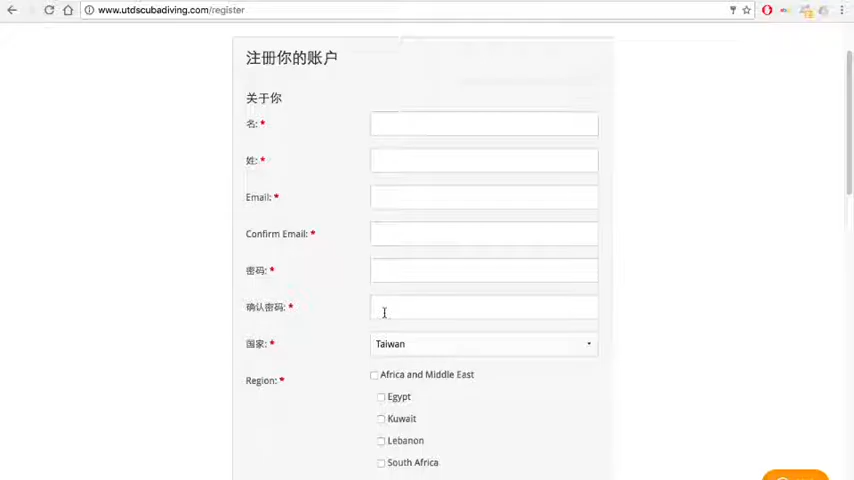 www.utdscubadiving.com/register
注册你的账户
关于你
名: *
姓: *
Email: *
Confirm Email: *
密码: *
确认密码: *
国家: * Taiwan
Region: * Africa and Middle East
Egypt
Kuwait
Lebanon
South Africa